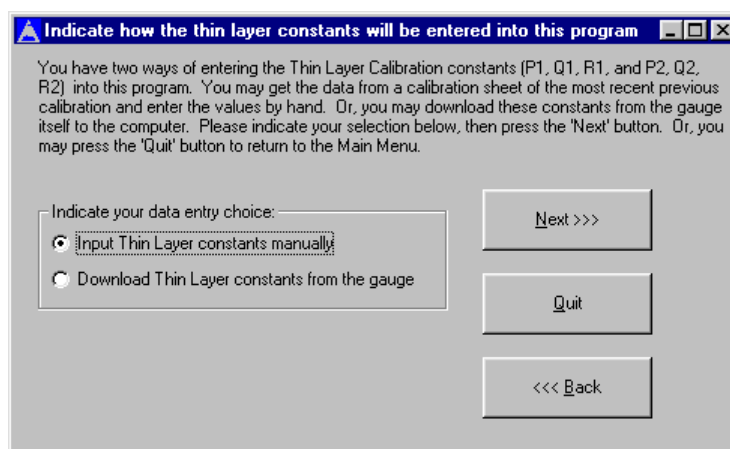 Indicate how the thin layer constants will be entered into this program
You have two ways of entering the Thin Layer Calibration constants (P1, Q1, R1, and P2, Q2,
R2)  into this program.  You may get the data from a calibration sheet of the most recent previous
calibration and enter the values by hand.  Or, you may download these constants from the gauge
itself to the computer.  Please indicate your selection below, then press the 'Next' button.  Or, you
may press the 'Quit' button to return to the Main Menu.
Indicate your data entry choice:
Input Thin Layer constants manually
Download Thin Layer constants from the gauge
Next >>>
Quit
<<< Back